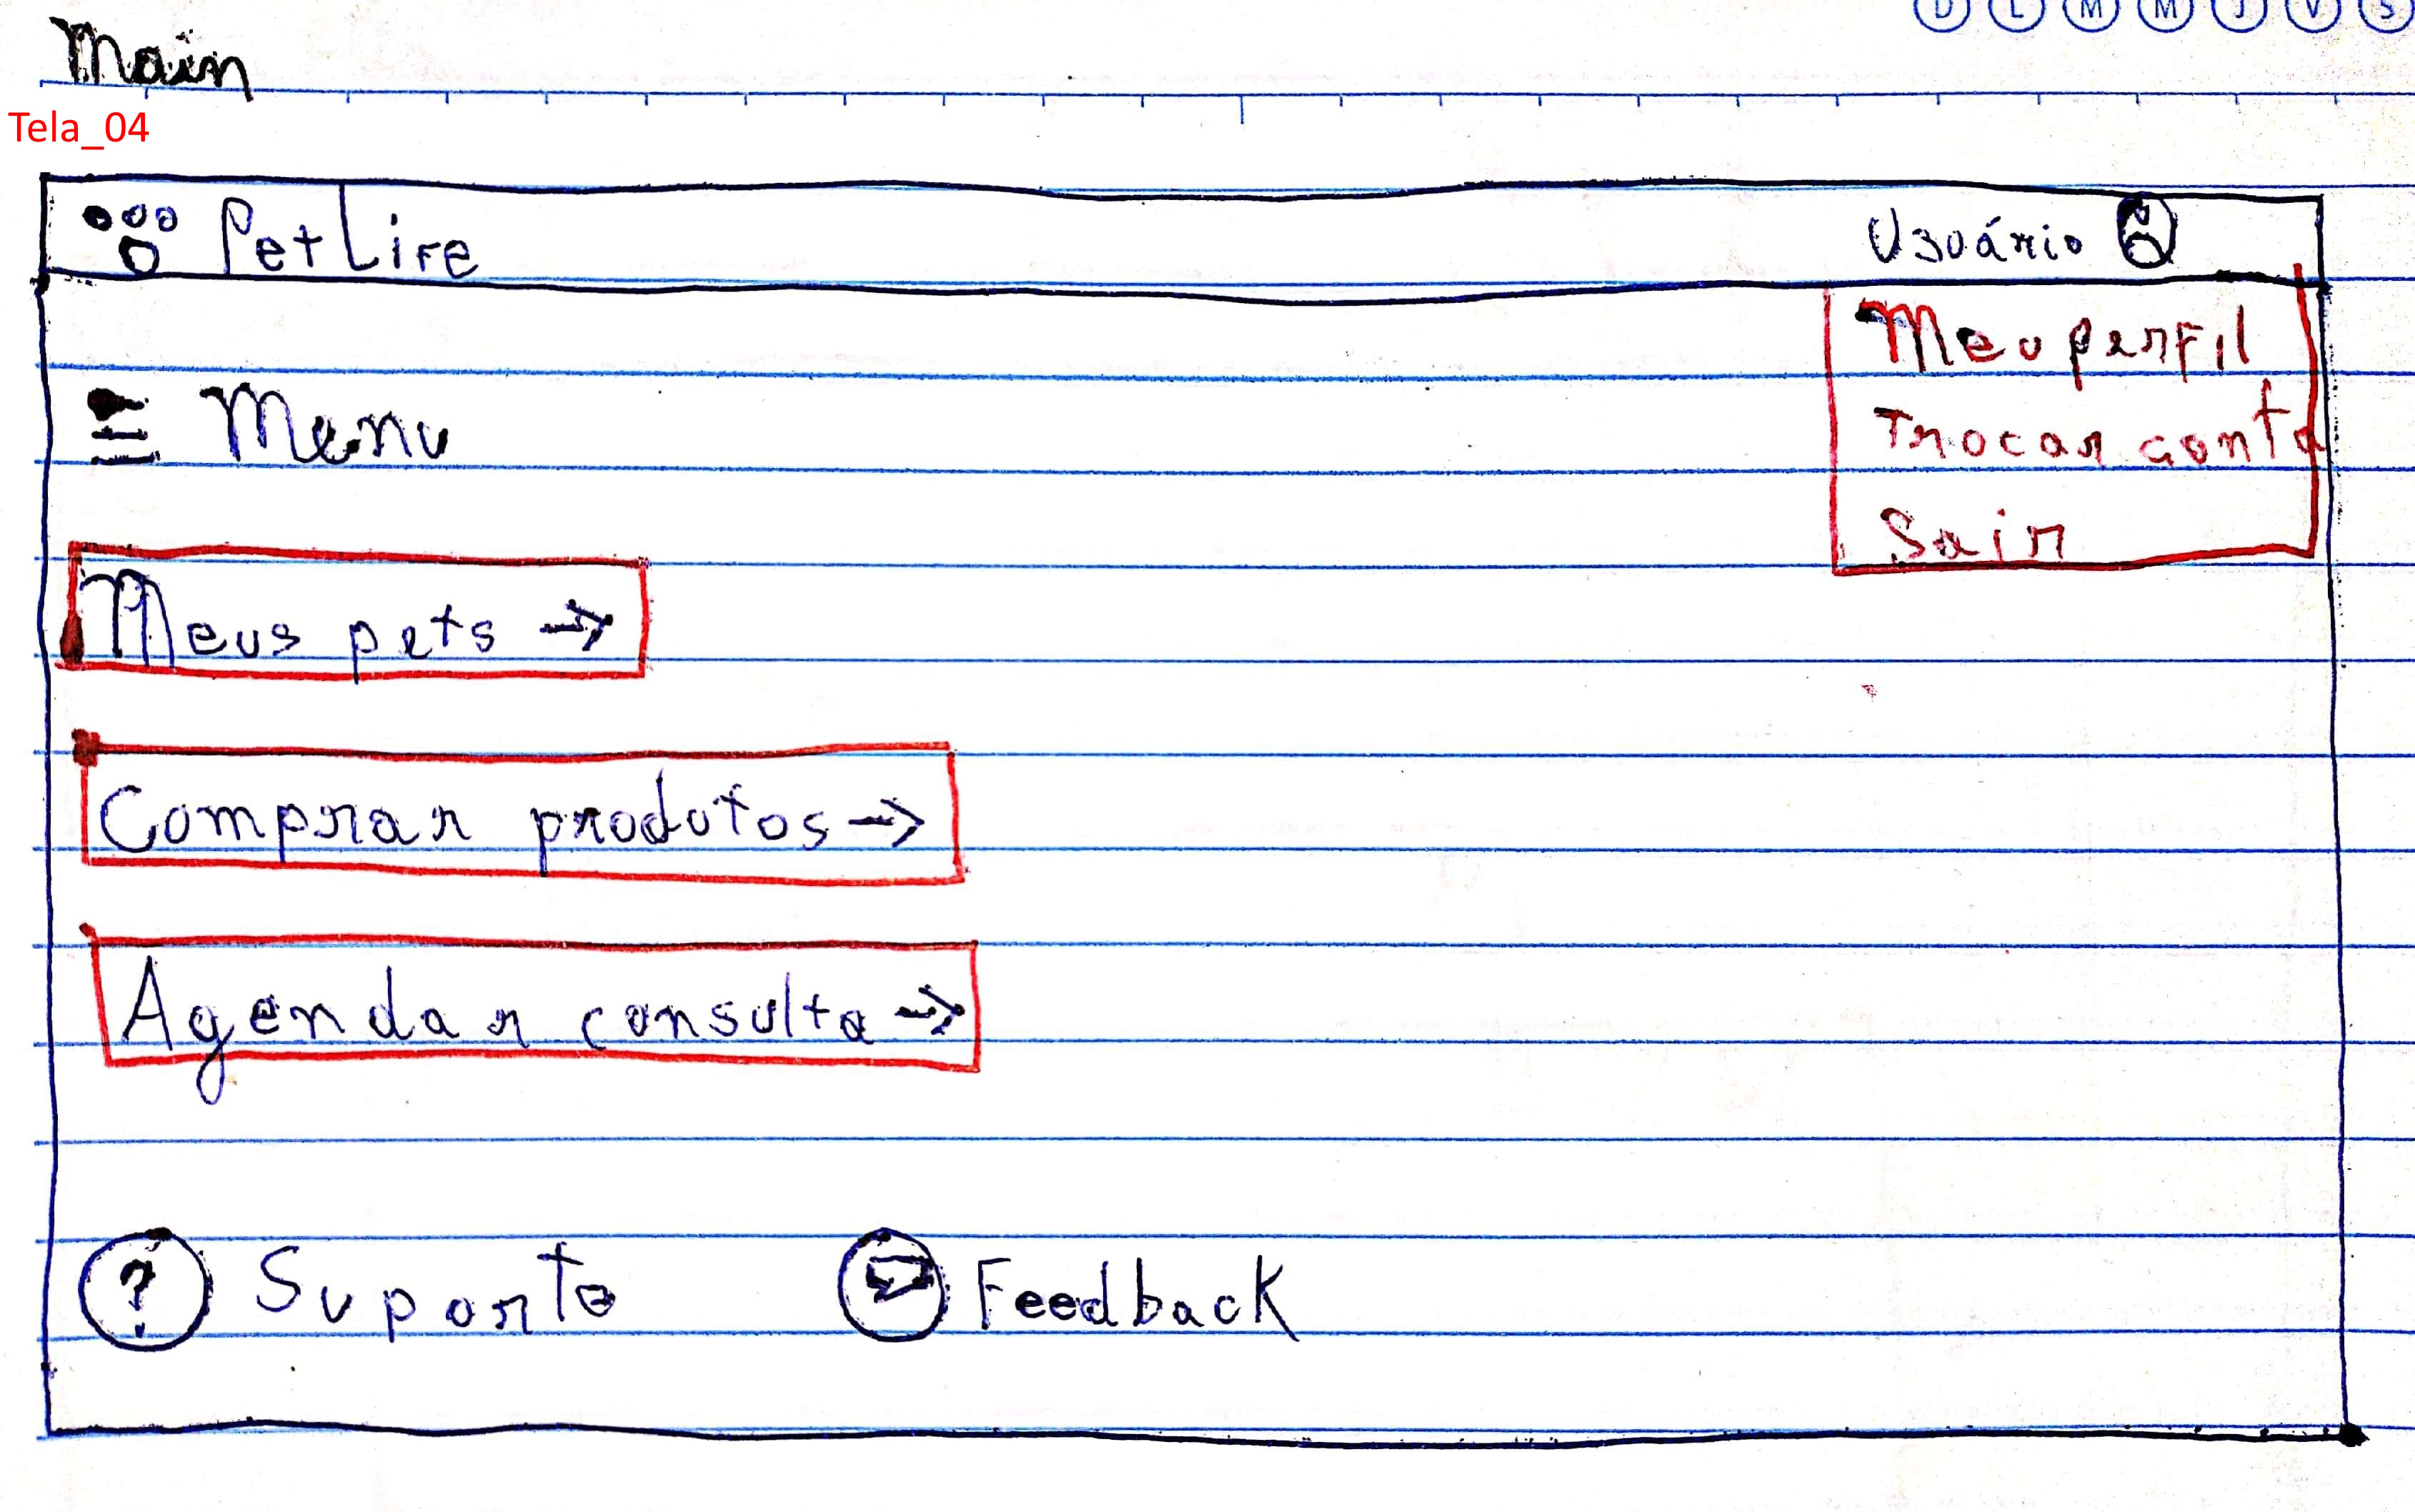 D L M M J V S
Main
Tela_04
PetLife Usuário
Meu perfil
Trocar conta
Sair
Menu
Meus pets →
Comprar produtos →
Agendar consulta →
? Suporte
Feedback